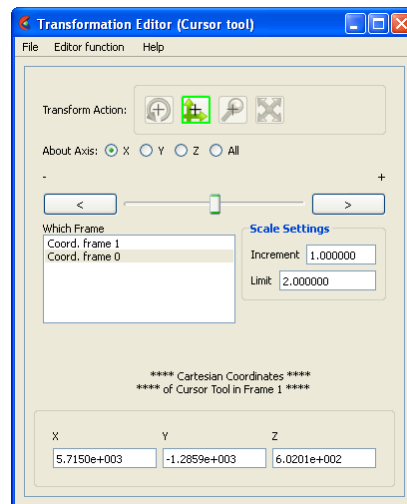 Transformation Editor (Cursor tool)
File Editor function Help
Transform Action:
About Axis: X Y Z All
- +
< >
Which Frame
Coord. frame 1
Coord. frame 0
Scale Settings
Increment 1.000000
Limit 2.000000
**** Cartesian Coordinates ****
**** of Cursor Tool in Frame 1 ****
X Y Z
5.7150e+003 -1.2859e+003 6.0201e+002